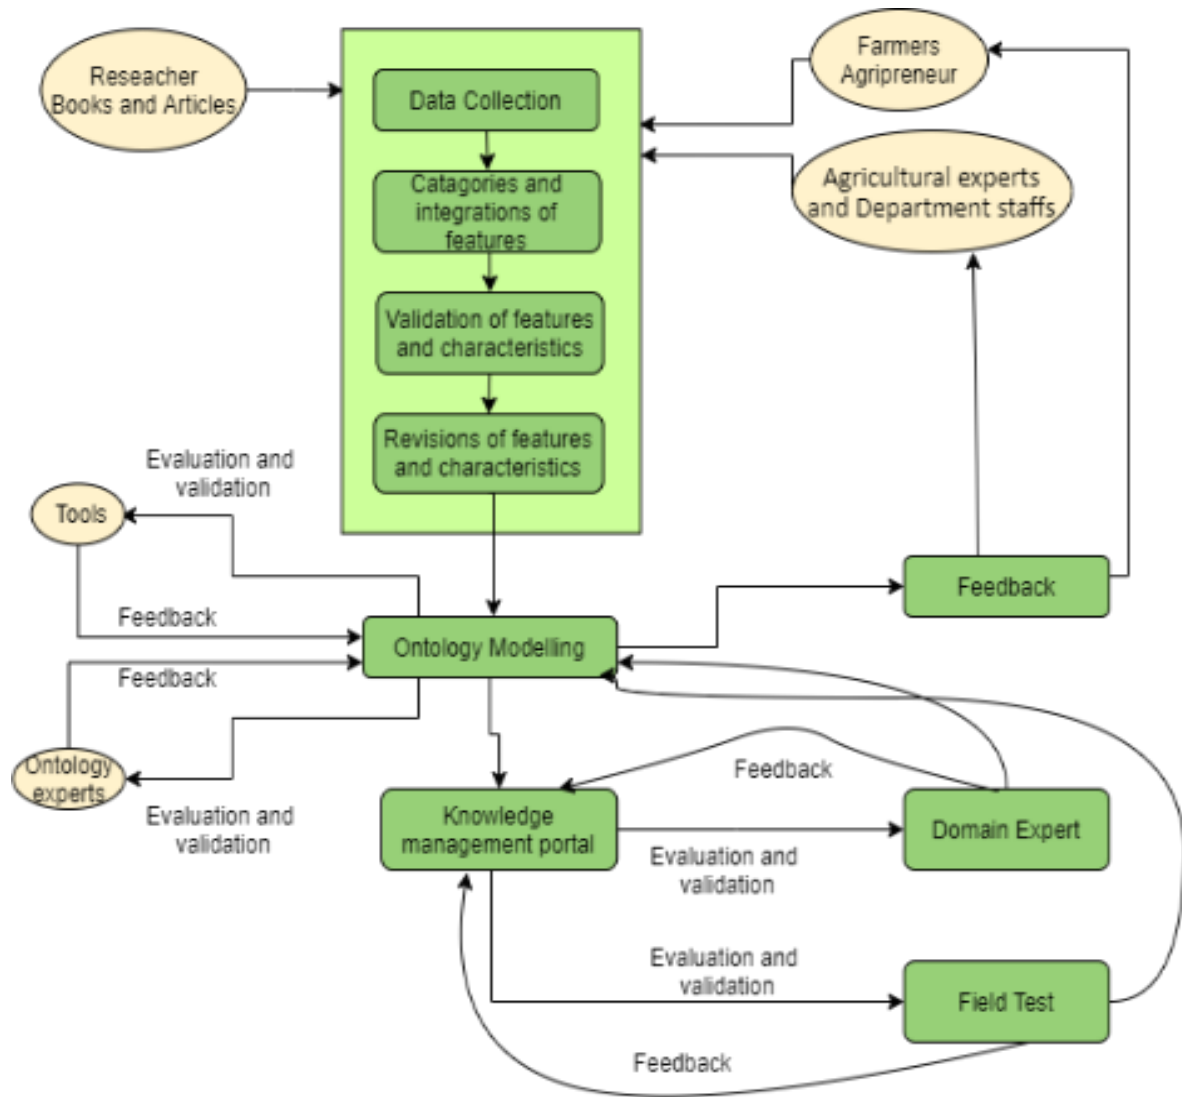 Reseacher
Books and Articles
Data Collection
Farmers
Agripreneur
Catagories and
integrations of
features
Agricultural experts
and Department staffs
Validation of features
and characteristics
Revisions of features
and characteristics
Evaluation and
validation
Tools
Feedback
Feedback
Ontology Modelling
Feedback
Ontology
experts
Evaluation and
validation
Feedback
Knowledge
management portal
Domain Expert
Evaluation and
validation
Evaluation and
validation
Field Test
Feedback